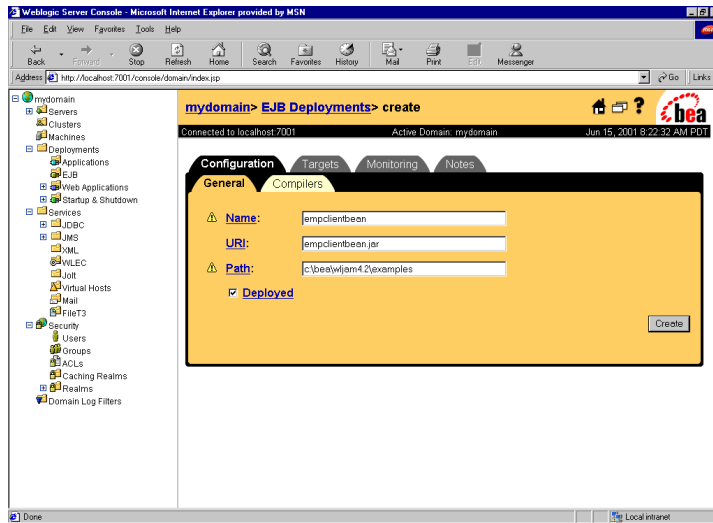 Weblogic Server Console - Microsoft Internet Explorer provided by MSN
File Edit View Favorites Tools Help
Back Forward Stop Refresh Home Search Favorites History Mail Print Edit Messenger
Address http://localhost:7001/console/domain/index.jsp Go Links
mydomain
Servers
Clusters
Machines
Deployments
Applications
EJB
Web Applications
Startup & Shutdown
Services
JDBC
JMS
XML
WLEC
Jolt
Virtual Hosts
Mail
FileT3
Security
Users
Groups
ACLs
Caching Realms
Realms
Domain Log Filters
mydomain> EJB Deployments> create
? bea
Connected to localhost:7001 Active Domain: mydomain Jun 15, 2001 8:22:32 AM PDT
Configuration Targets Monitoring Notes
General Compilers
Name: empclientbean
URI: empclientbean.jar
Path: c:\bea\wljam4.2\examples
Deployed
Create
Done Local intranet